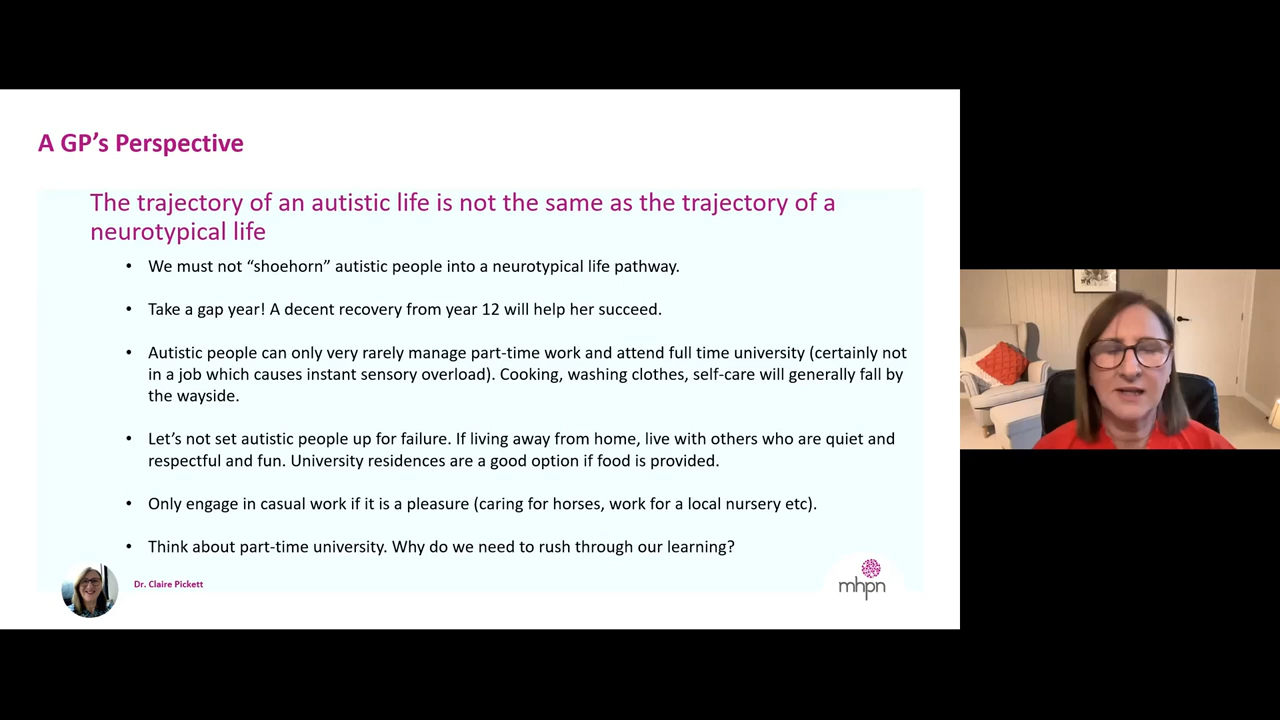 A GP’s Perspective
The trajectory of an autistic life is not the same as the trajectory of a
neurotypical life
• We must not “shoehorn” autistic people into a neurotypical life pathway.
• Take a gap year! A decent recovery from year 12 will help her succeed.
• Autistic people can only very rarely manage part-time work and attend full time university (certainly not
in a job which causes instant sensory overload). Cooking, washing clothes, self-care will generally fall by
the wayside.
• Let’s not set autistic people up for failure. If living away from home, live with others who are quiet and
respectful and fun. University residences are a good option if food is provided.
• Only engage in casual work if it is a pleasure (caring for horses, work for a local nursery etc).
• Think about part-time university. Why do we need to rush through our learning?
Dr. Claire Pickett
mhpn